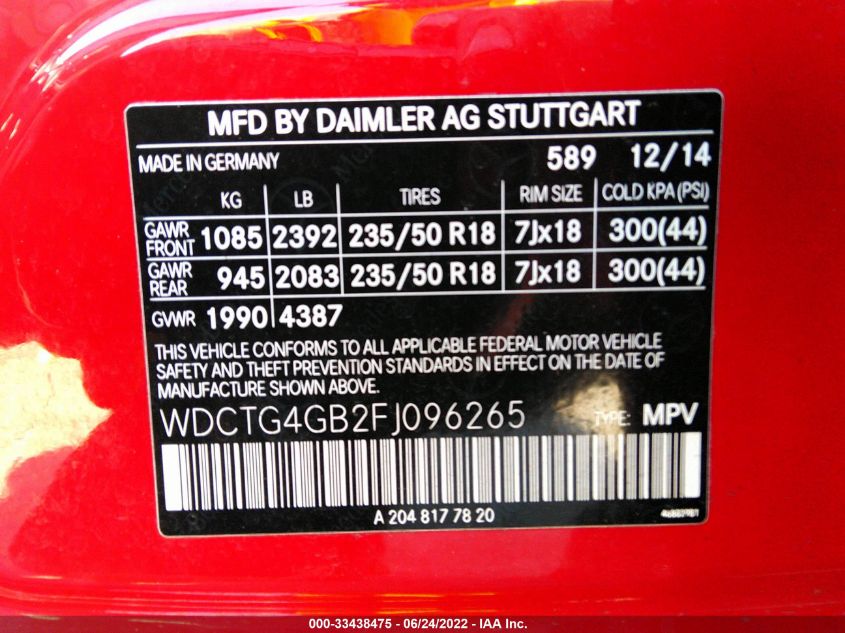 MFD BY DAIMLER AG STUTTGART
MADE IN GERMANY 589 12/14
KG LB TIRES RIM SIZE COLD KPA (PSI)
GAWR FRONT 1085 2392 235/50 R18 7Jx18 300(44)
GAWR REAR 945 2083 235/50 R18 7Jx18 300(44)
GVWR 1990 4387
THIS VEHICLE CONFORMS TO ALL APPLICABLE FEDERAL MOTOR VEHICLE
SAFETY AND THEFT PREVENTION STANDARDS IN EFFECT ON THE DATE OF
MANUFACTURE SHOWN ABOVE.
WDCTG4GB2FJ096265 TYPE: MPV
A 204 817 78 20
000-33438475 - 06/24/2022 - IAA Inc.